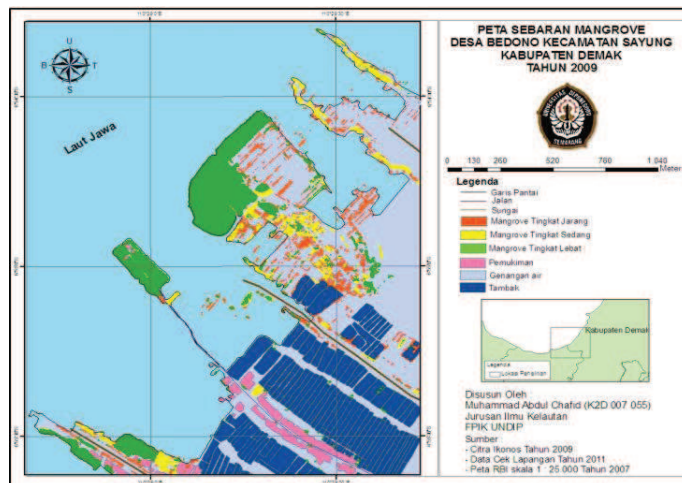 PETA SEBARAN MANGROVE
DESA BEDONO KECAMATAN SAYUNG
KABUPATEN DEMAK
TAHUN 2009
U
B T
S
Laut Jawa
0 130 260 520 780 1.040
Meter
Legenda
Garis Pantai
Jalan
Sungai
Mangrove Tingkat Jarang
Mangrove Tingkat Sedang
Mangrove Tingkat Lebat
Pemukiman
Genangan air
Tambak
Kabupaten Demak
Legenda
Lokasi Penelitian
Disusun Oleh :
Muhammad Abdul Chafid (K2D 007 055)
Jurusan Ilmu Kelautan
FPIK UNDIP
Sumber :
- Citra Ikonos Tahun 2009
- Data Cek Lapangan Tahun 2011
- Peta RBI skala 1 : 25.000 Tahun 2007